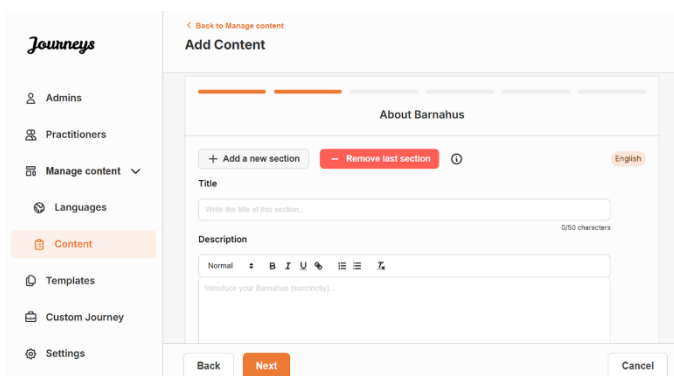 Journeys
Admins
Practitioners
Manage content
Languages
Content
Templates
Custom Journey
Settings
< Back to Manage content
Add Content
About Barnahus
+ Add a new section
− Remove last section
English
Title
Write the title of this section...
0/50 characters
Description
Normal B I U
Introduce your Barnahus (succinctly)...
Back
Next
Cancel